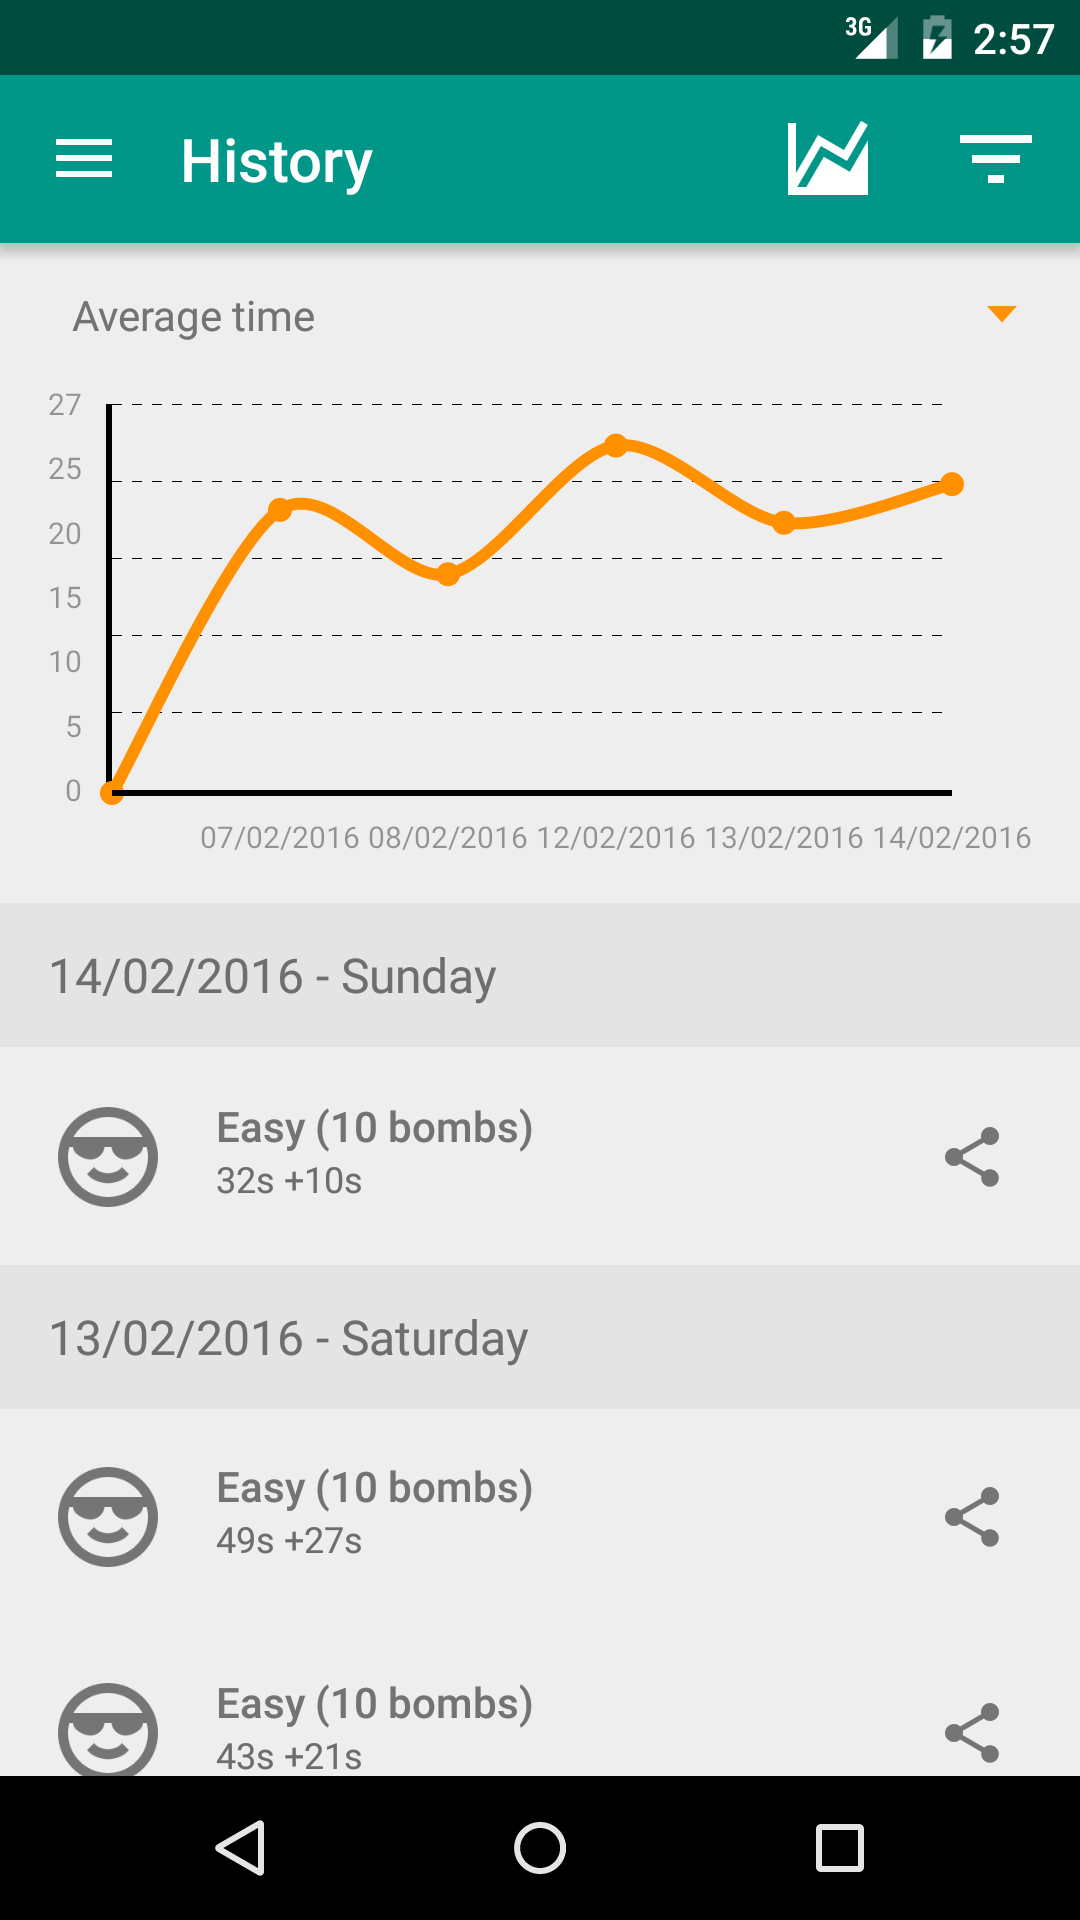 3G 2:57
History
Average time
27
25
20
15
10
5
0
07/02/2016 08/02/2016 12/02/2016 13/02/2016 14/02/2016
14/02/2016 - Sunday
Easy (10 bombs)
32s +10s
13/02/2016 - Saturday
Easy (10 bombs)
49s +27s
Easy (10 bombs)
43s +21s